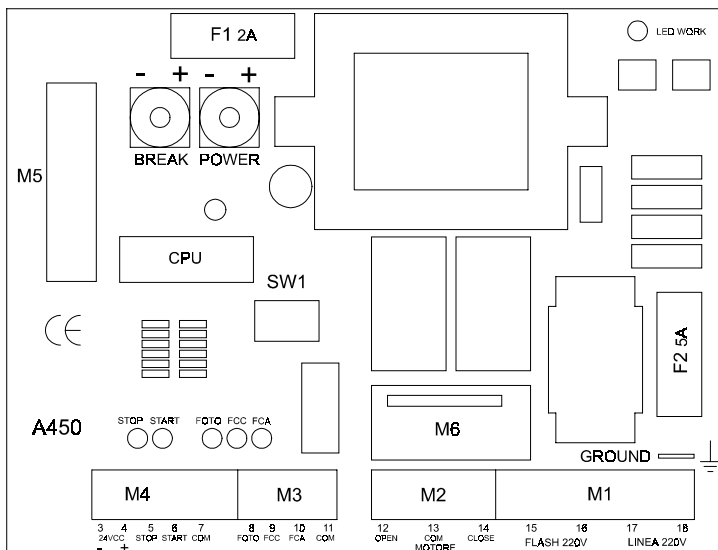 F1 2A
LED WORK
- + - +
BREAK POWER
M5
CPU
SW1
CE
F2 5A
A450
STOP START FOTO FCC FCA
M6
GROUND
M4 M3 M2 M1
3 4 5 6 7 8 9 10 11 12 13 14 15 16 17 18
24VCC STOP START COM FOTO FCC FCA COM OPEN COM CLOSE FLASH 220V LINEA 220V
- + MOTORE